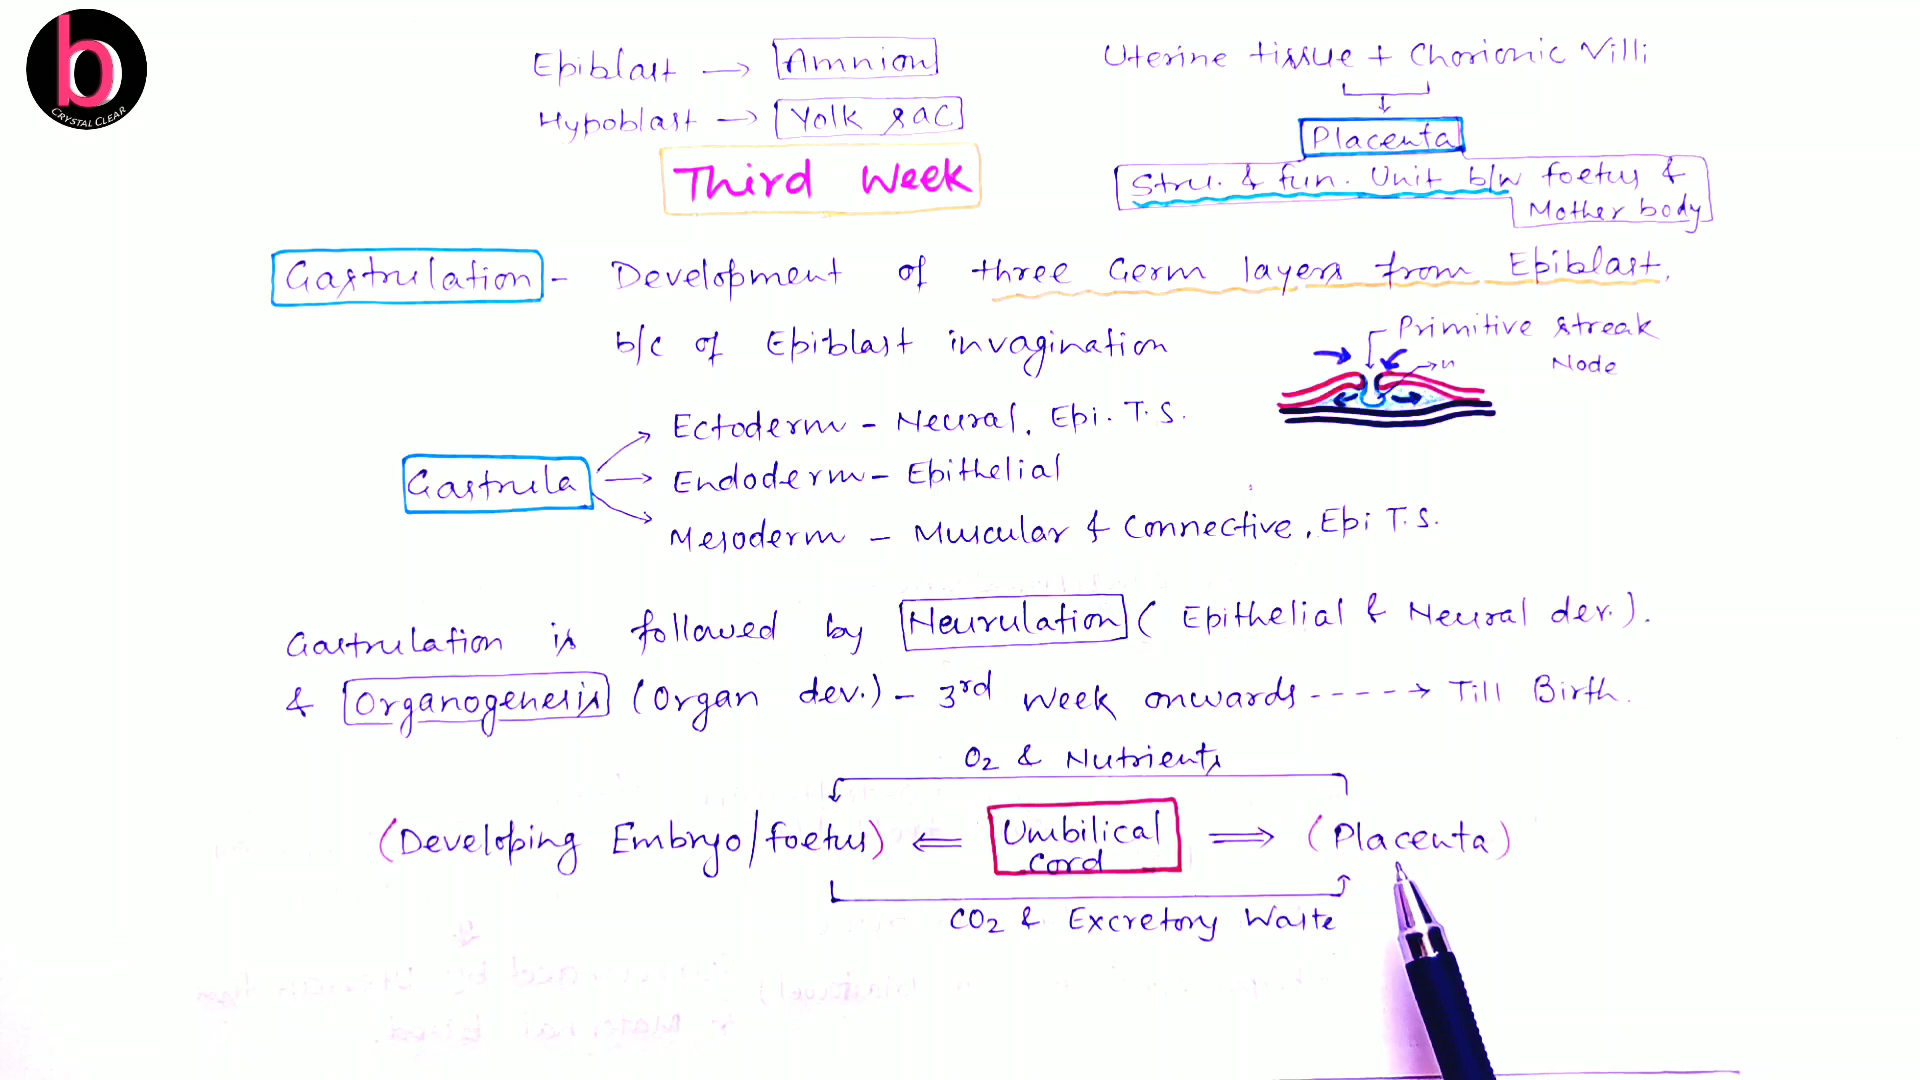 b
CRYSTAL CLEAR
Epiblast → Amnion
Hypoblast → Yolk sac
Third Week
Uterine tissue + Chorionic Villi
Placenta
Stru. & fun. Unit b/w foetus &
Mother body
Gastrulation - Development of three Germ layers from Epiblast,
b/c of Epiblast invagination
Primitive streak
→ " Node
Ectoderm - Neural, Epi. T.S.
Gastrula → Endoderm - Epithelial
Mesoderm - Muscular & Connective, Epi T.S.
Gastrulation is followed by Neurulation ( Epithelial & Neural dev.).
& Organogenesis (Organ dev.) - 3rd week onwards ----→ Till Birth.
O2 & Nutrients
(Developing Embryo/foetus) ⇐ Umbilical Cord ⇒ (Placenta)
CO2 & Excretory Waste